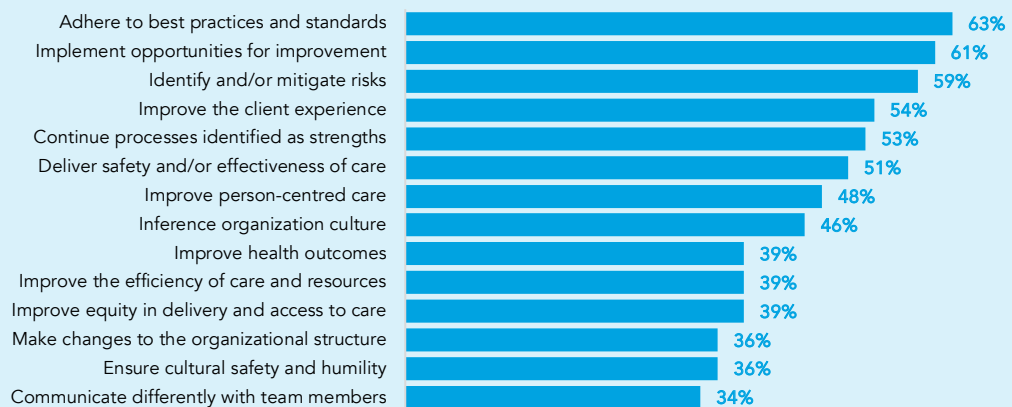 Adhere to best practices and standards 63%
Implement opportunities for improvement 61%
Identify and/or mitigate risks 59%
Improve the client experience 54%
Continue processes identified as strengths 53%
Deliver safety and/or effectiveness of care 51%
Improve person-centred care 48%
Inference organization culture 46%
Improve health outcomes 39%
Improve the efficiency of care and resources 39%
Improve equity in delivery and access to care 39%
Make changes to the organizational structure 36%
Ensure cultural safety and humility 36%
Communicate differently with team members 34%